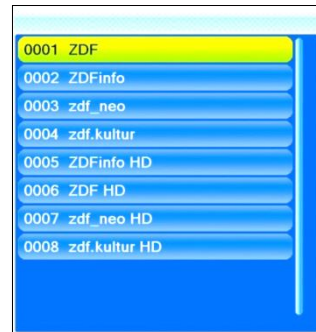 0001 ZDF
0002 ZDFinfo
0003 zdf_neo
0004 zdf.kultur
0005 ZDFinfo HD
0006 ZDF HD
0007 zdf_neo HD
0008 zdf.kultur HD